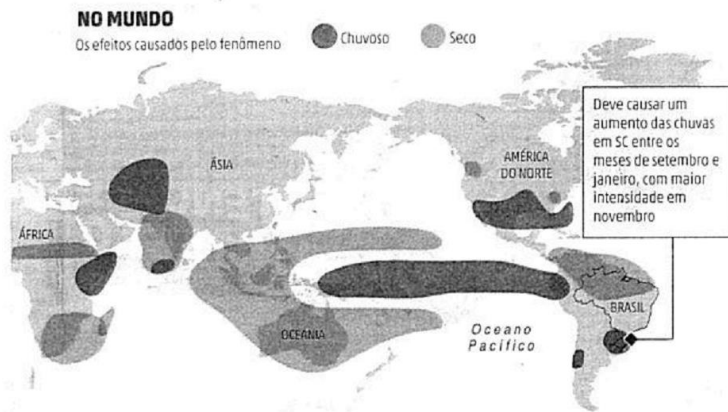 NO MUNDO
Os efeitos causados pelo fenômeno
Chuvoso
Seco
Deve causar um
aumento das chuvas
em SC entre os
meses de setembro e
janeiro, com maior
intensidade em
novembro
ÁSIA
AMÉRICA
DO NORTE
ÁFRICA
BRASIL
OCEANIA
Oceano
Pacífico